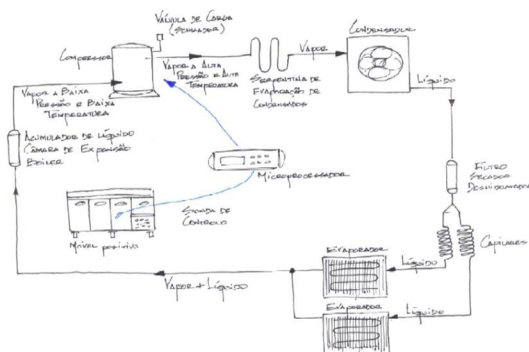 VÁLVULA DE CARGA
(SCHRADER)
COMPRESSOR
VAPOR A ALTA
PRESSÃO E ALTA
TEMPERATURA
VAPOR
CONDENSADOR
SERPENTINA DE
EVAPORAÇÃO DE
CONDENSADOS
LÍQUIDO
VAPOR A BAIXA
PRESSÃO E BAIXA
TEMPERATURA
ACUMULADOR DE LÍQUIDO
CÂMARA DE EXPANSÃO
BOILER
MICROPROCESSADOR
FILTRO
SECADOR
SONDA DE
CONTROLO
MÓVEL positivo
CAPILARES
EVAPORADOR
LÍQUIDO
VAPOR + LÍQUIDO
EVAPORADOR
LÍQUIDO